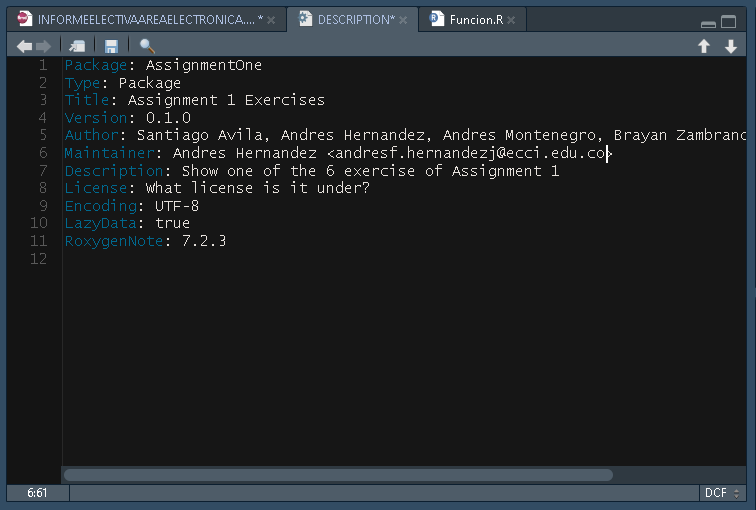 INFORMEELECTIVAAREAELECTRONICA.... * DESCRIPTION* Funcion.R
1 Package: AssignmentOne
2 Type: Package
3 Title: Assignment 1 Exercises
4 Version: 0.1.0
5 Author: Santiago Avila, Andres Hernandez, Andres Montenegro, Brayan Zambranc
6 Maintainer: Andres Hernandez <andresf.hernandezj@ecci.edu.co>
7 Description: Show one of the 6 exercise of Assignment 1
8 License: What license is it under?
9 Encoding: UTF-8
10 LazyData: true
11 RoxygenNote: 7.2.3
12
6:61 DCF